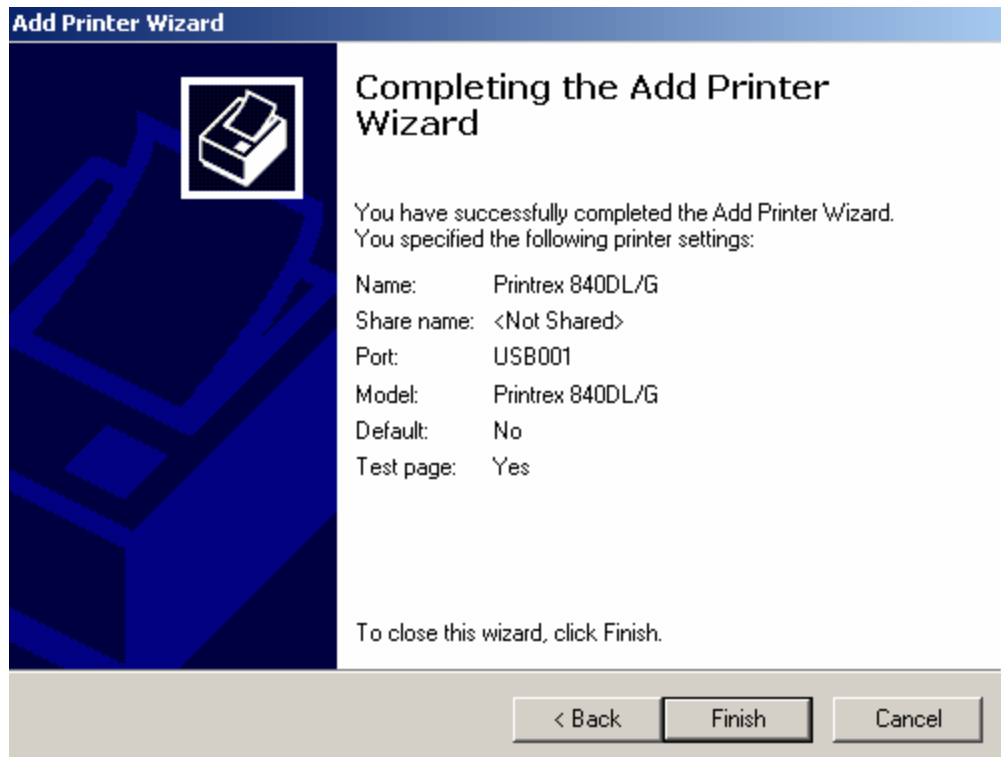 Add Printer Wizard
Completing the Add Printer
Wizard
You have successfully completed the Add Printer Wizard.
You specified the following printer settings:
Name: Printrex 840DL/G
Share name: <Not Shared>
Port: USB001
Model: Printrex 840DL/G
Default: No
Test page: Yes
To close this wizard, click Finish.
< Back Finish Cancel